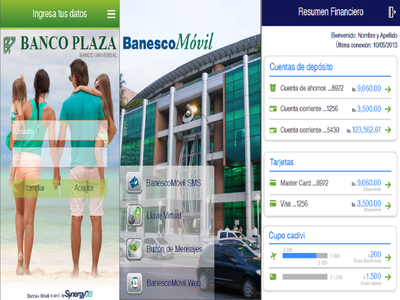 Ingresa tus datos
BANCO PLAZA
BANCO UNIVERSAL
Usuario
Limpiar
Aceptar
Banca Móvil
Synergy
BanescoMóvil
BanescoMóvil SMS
Llave Virtual
Buzón de Mensajes
BanescoMóvil Web
Resumen Financiero
Bienvenido: Nombre y Apellido
Última conexión: 10/05/2013
Cuentas de depósito
Cuenta de ahorros ...8972 Bs 9,060.00
Cuenta corriente ...1256 Bs 3,500.00
Cuenta corriente ...5430 Bs 123,562.61
Tarjetas
Master Card ...8972 Bs 9,060.00
Disponible
Visa ...1256 Bs 3,500.00
Disponible
Cupo cadivi
$ 200
$ 300
$200
$1,500